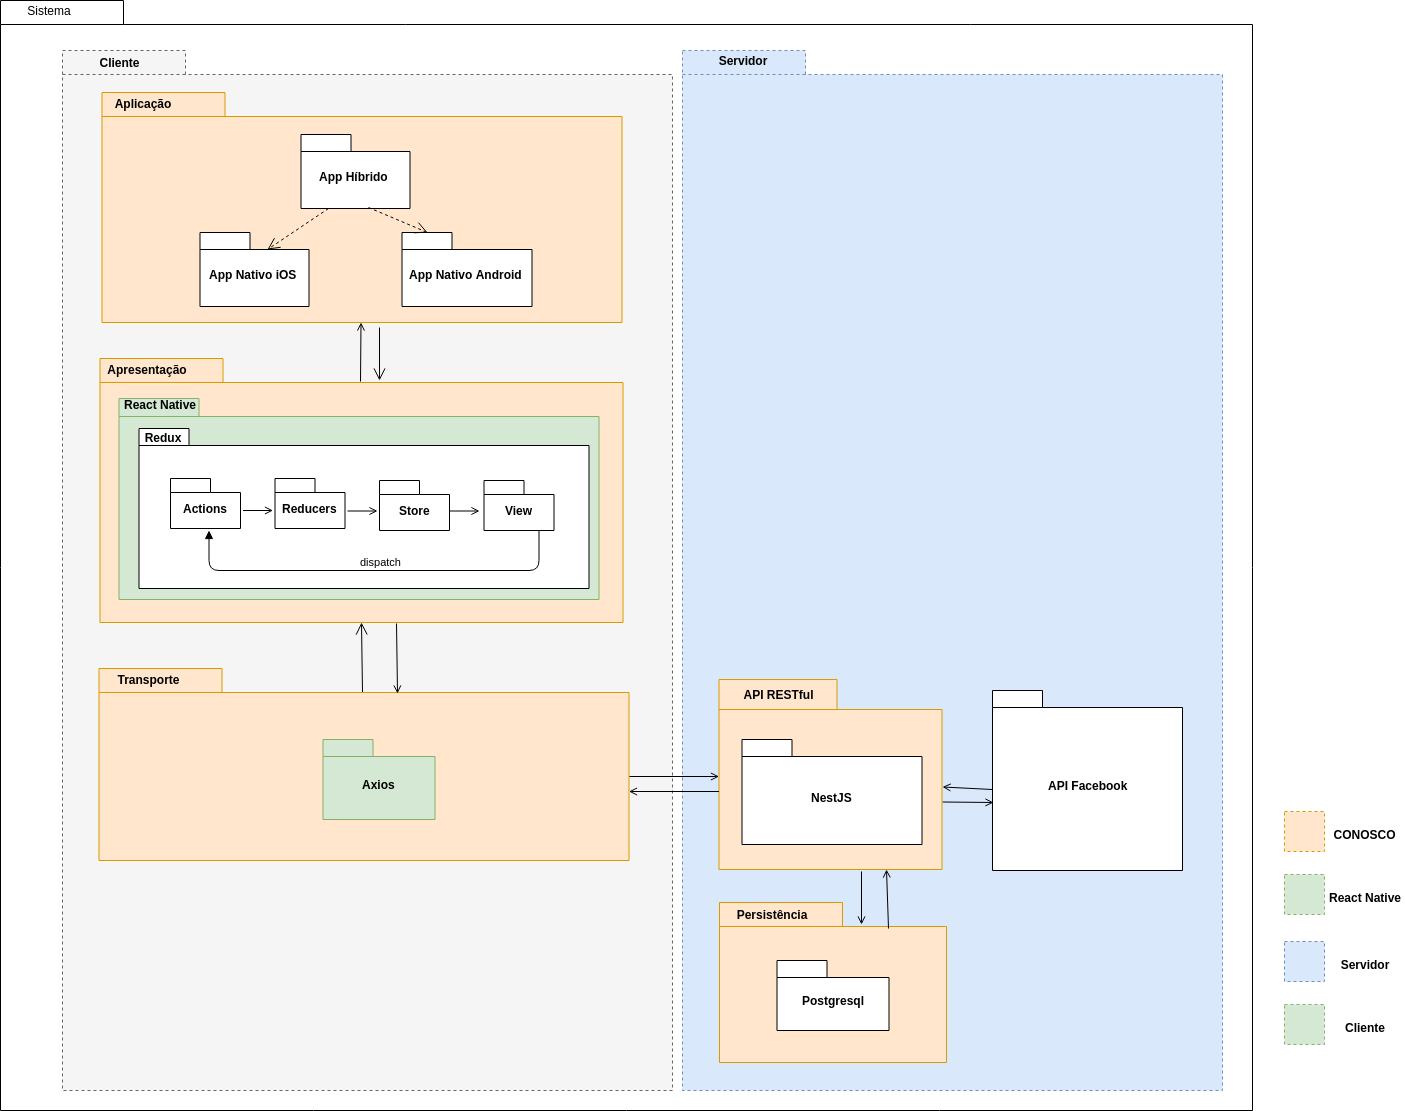 Sistema
Cliente
Aplicação
App Híbrido
App Nativo iOS
App Nativo Android
Apresentação
React Native
Redux
Actions
Reducers
Store
View
dispatch
Transporte
Axios
Servidor
API RESTful
NestJS
API Facebook
Persistência
Postgresql
CONOSCO
React Native
Servidor
Cliente